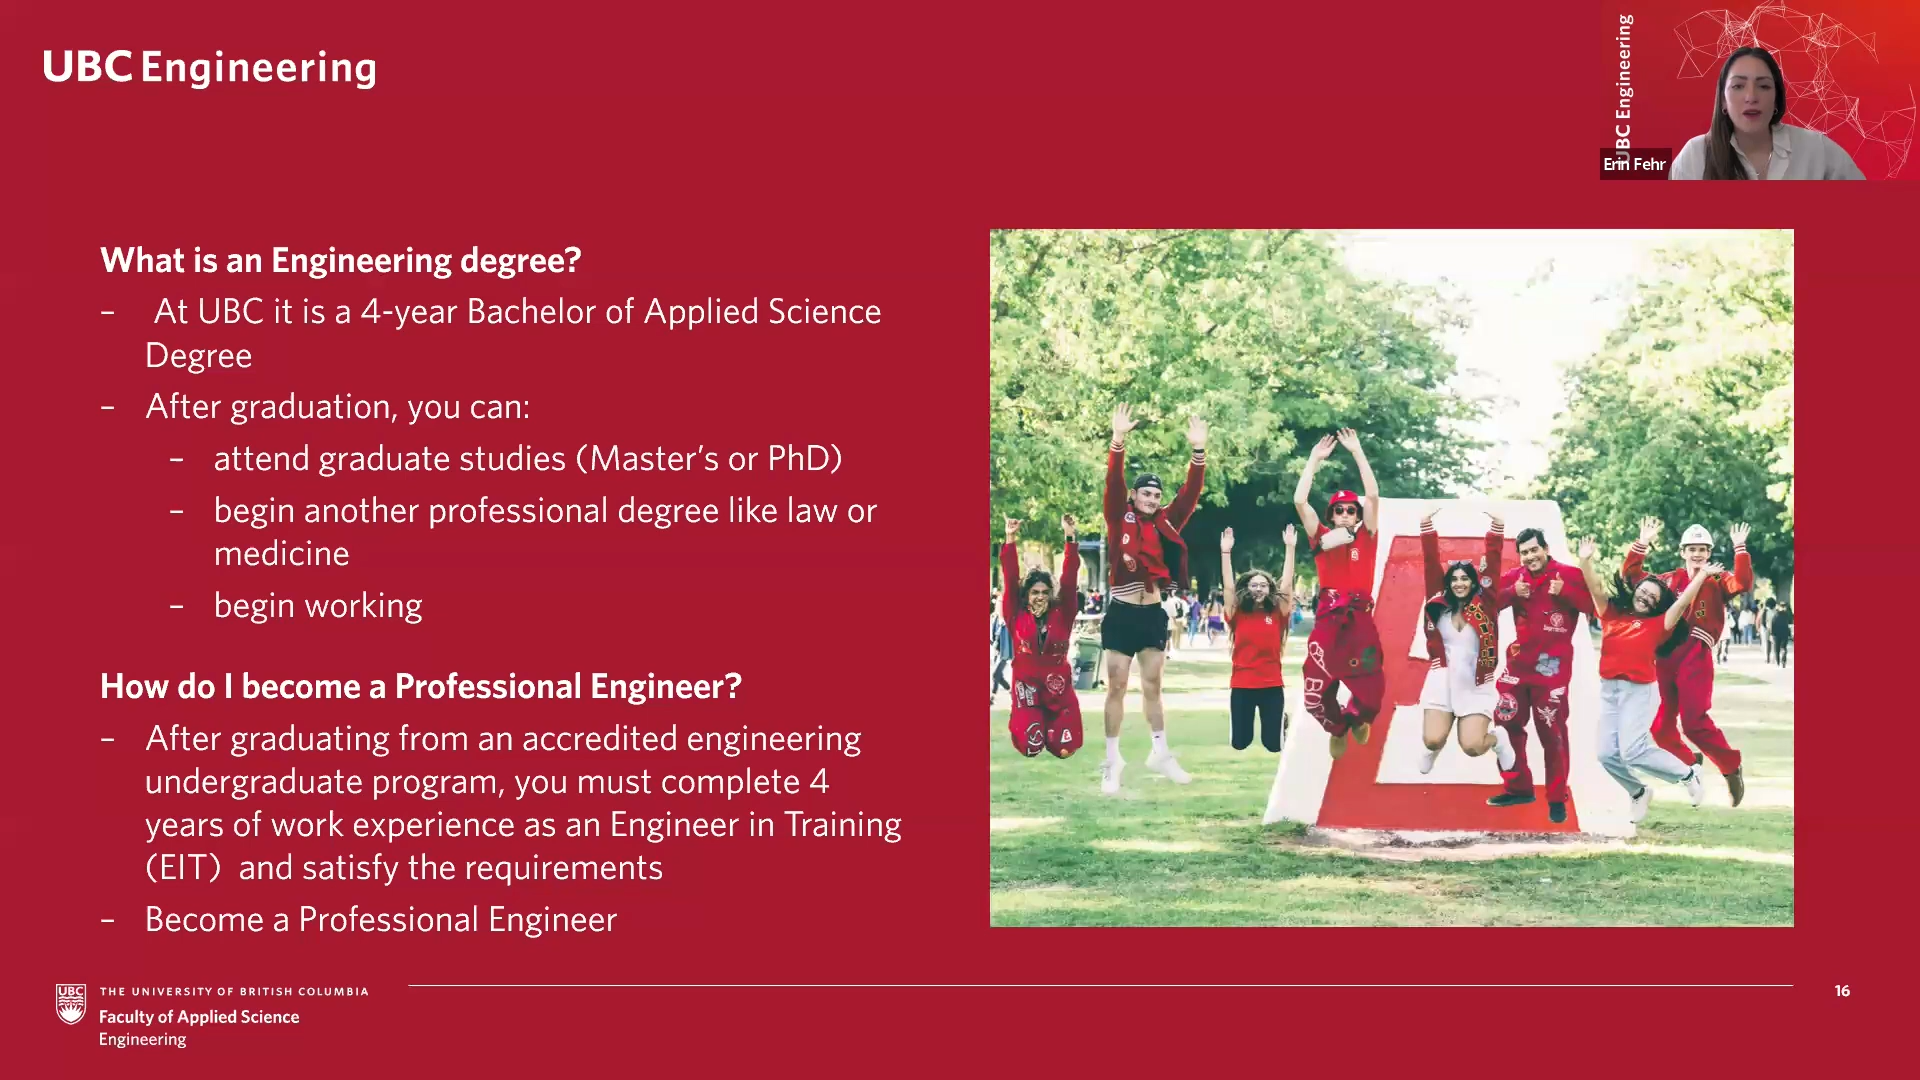 UBC Engineering
UBC Engineering
Erin Fehr
What is an Engineering degree?
– At UBC it is a 4-year Bachelor of Applied Science
Degree
– After graduation, you can:
– attend graduate studies (Master's or PhD)
– begin another professional degree like law or
medicine
– begin working
How do I become a Professional Engineer?
– After graduating from an accredited engineering
undergraduate program, you must complete 4
years of work experience as an Engineer in Training
(EIT)  and satisfy the requirements
– Become a Professional Engineer
E
UBC
THE UNIVERSITY OF BRITISH COLUMBIA
Faculty of Applied Science
Engineering
16